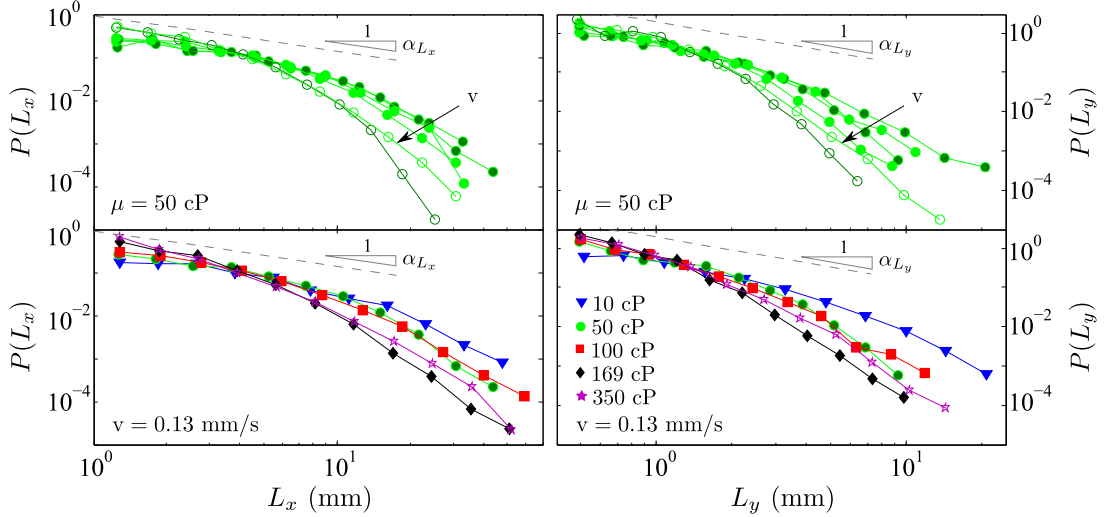 10^0
10^-2
10^-4
10^0
P(L_x)
1
α_{L_x}
v
μ = 50 cP
1
α_{L_y}
v
μ = 50 cP
10^0
10^-2
10^-4
P(L_y)
10^0
10^-2
10^-4
P(L_x)
1
α_{L_x}
v = 0.13 mm/s
1
α_{L_y}
10 cP
50 cP
100 cP
169 cP
350 cP
v = 0.13 mm/s
10^0
10^-2
10^-4
P(L_y)
10^0
10^1
L_x (mm)
10^0
10^1
L_y (mm)